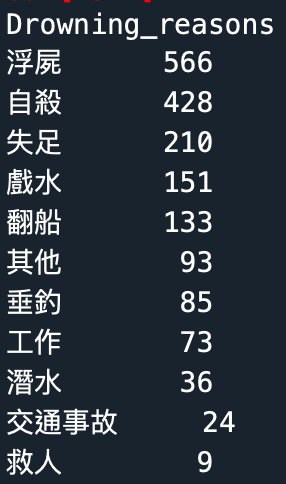 Drowning_reasons
浮屍 566
自殺 428
失足 210
戲水 151
翻船 133
其他 93
垂釣 85
工作 73
潛水 36
交通事故 24
救人 9